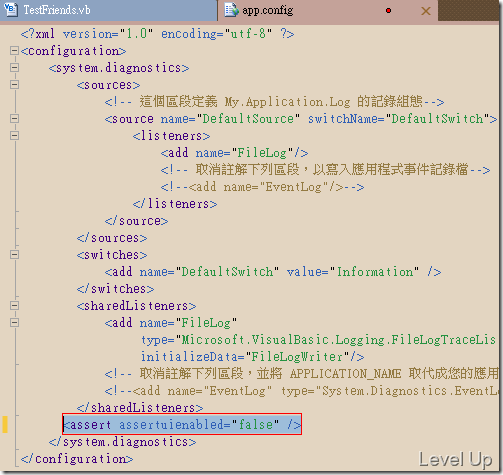 TestFriends.vb
app.config
<?xml version="1.0" encoding="utf-8" ?>
<configuration>
<system.diagnostics>
<sources>
<!-- 這個區段定義 My.Application.Log 的記錄組態-->
<source name="DefaultSource" switchName="DefaultSwitch">
<listeners>
<add name="FileLog"/>
<!-- 取消註解下列區段，以寫入應用程式事件記錄檔-->
<!--<add name="EventLog"/>-->
</listeners>
</source>
</sources>
<switches>
<add name="DefaultSwitch" value="Information" />
</switches>
<sharedListeners>
<add name="FileLog"
type="Microsoft.VisualBasic.Logging.FileLogTraceLis
initializeData="FileLogWriter"/>
<!-- 取消註解下列區段，並將 APPLICATION_NAME 取代成您的應用
<!--<add name="EventLog" type="System.Diagnostics.EventLo
</sharedListeners>
<assert assertuienabled="false" />
</system.diagnostics>
</configuration>
Level Up